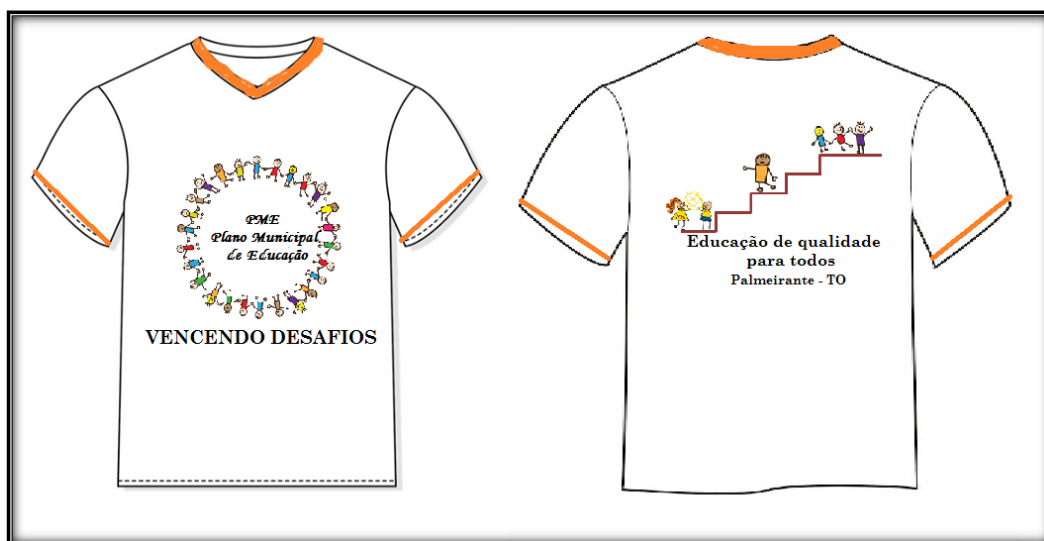 PME
Plano Municipal
de Educação
VENCENDO DESAFIOS
Educação de qualidade
para todos
Palmeirante - TO